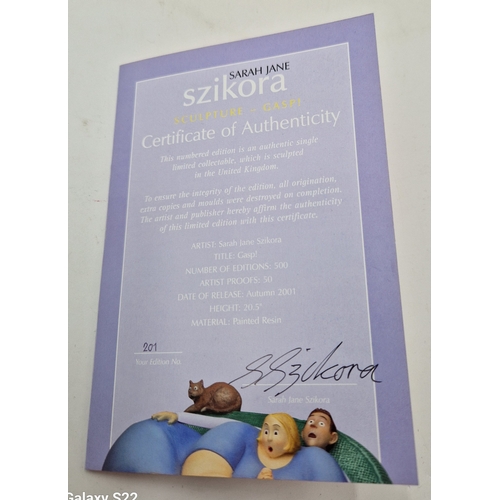 SARAH JANE
szikora
SCULPTURE - GASP!
Certificate of Authenticity
This numbered edition is an authentic single
limited collectable, which is sculpted
in the United Kingdom.
To ensure the integrity of the edition, all origination,
extra copies and moulds were destroyed on completion.
The artist and publisher hereby affirm the authenticity
of this limited edition with this certificate.
ARTIST: Sarah Jane Szikora
TITLE: Gasp!
NUMBER OF EDITIONS: 500
ARTIST PROOFS: 50
DATE OF RELEASE: Autumn 2001
HEIGHT: 20.5"
MATERIAL: Painted Resin
201
Your Edition No.
SSzikora
Sarah Jane Szikora
Galaxy S22